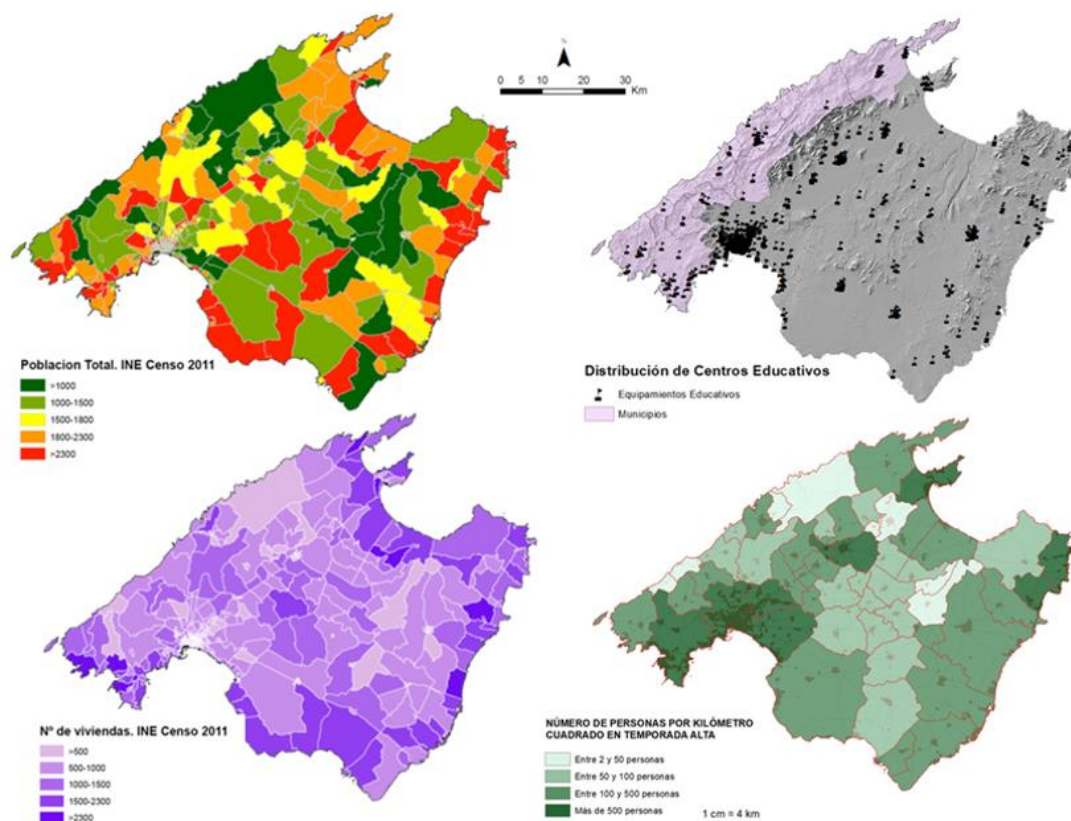 N
0 5 10 20 30
Km
Poblacion Total. INE Censo 2011
>1000
1000-1500
1500-1800
1800-2300
>2300
Distribución de Centros Educativos
Equipamientos Educativos
Municipios
Nº de viviendas. INE Censo 2011
>500
500-1000
1000-1500
1500-2300
>2300
NÚMERO DE PERSONAS POR KILÓMETRO
CUADRADO EN TEMPORADA ALTA
Entre 2 y 50 personas
Entre 50 y 100 personas
Entre 100 y 500 personas
Más de 500 personas
1 cm = 4 km